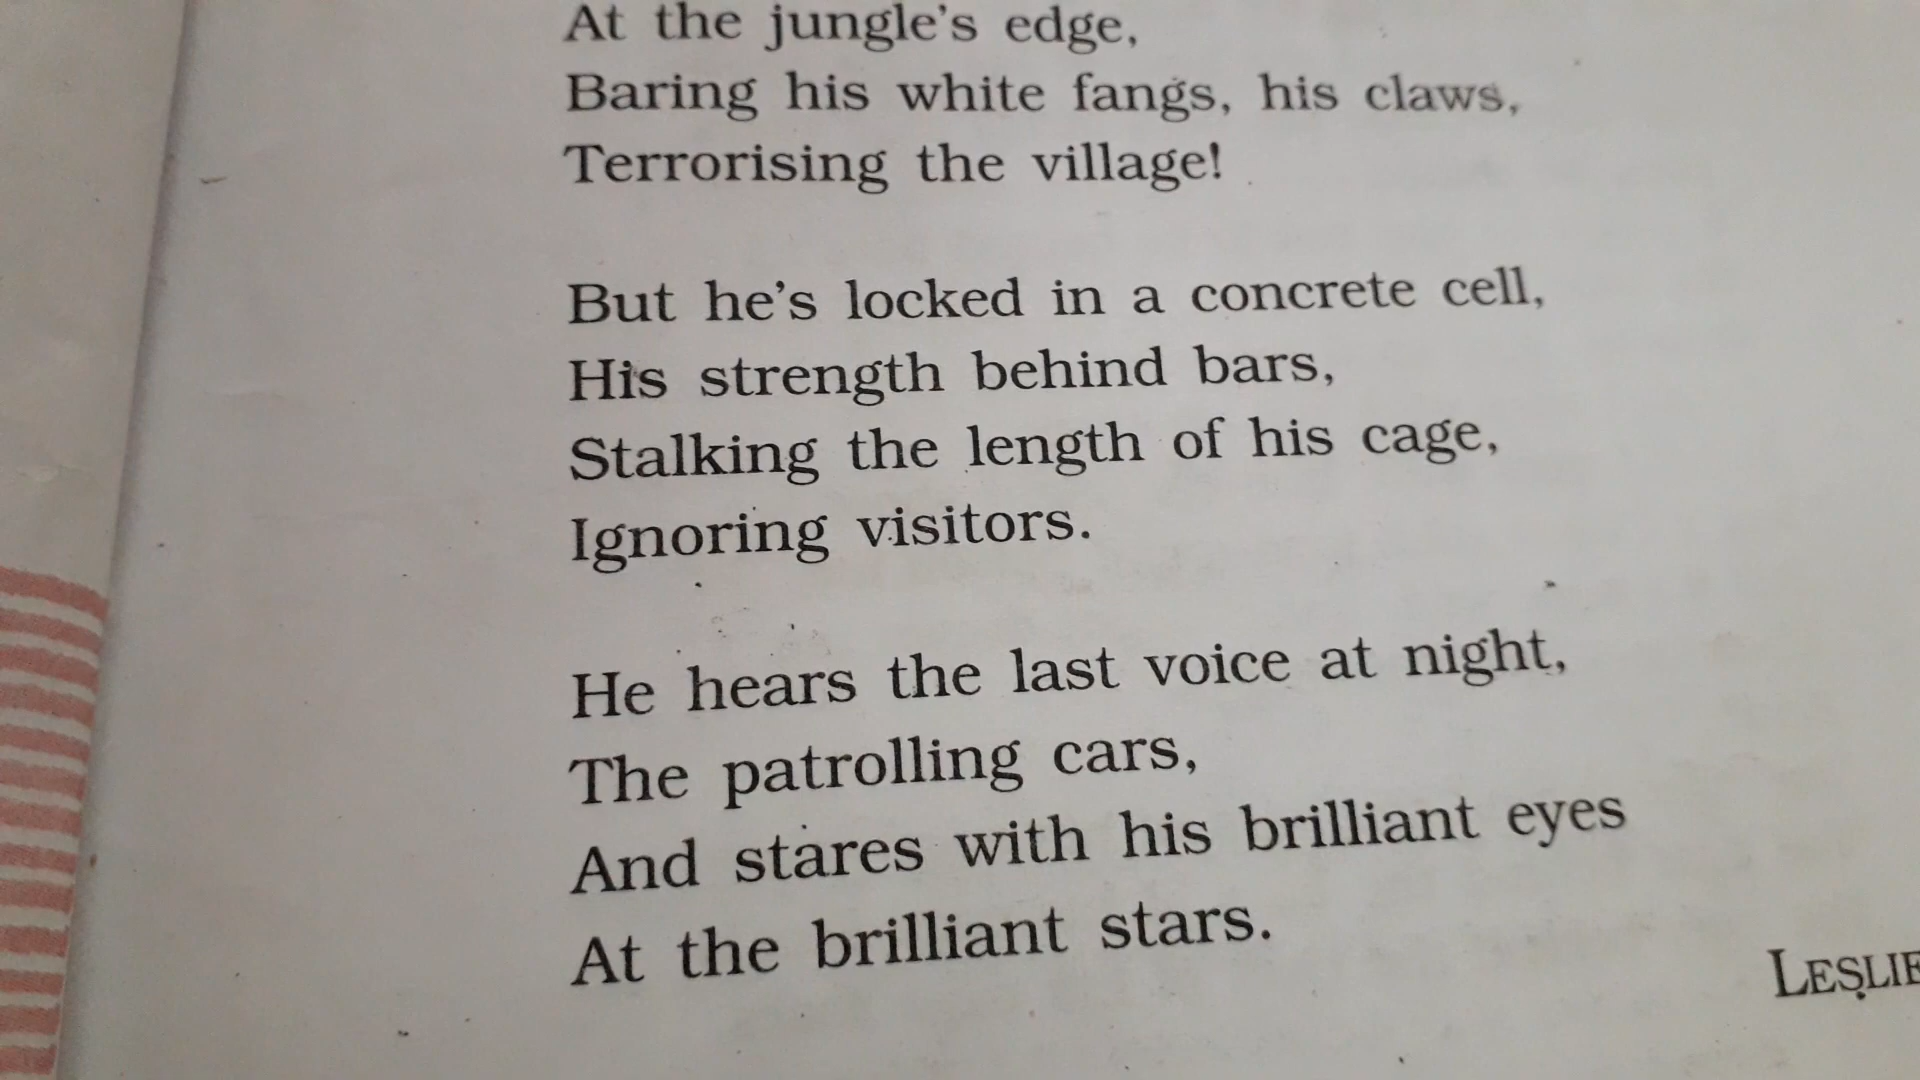 At the jungle's edge,
Baring his white fangs, his claws,
Terrorising the village!
But he's locked in a concrete cell,
His strength behind bars,
Stalking the length of his cage,
Ignoring visitors.
He hears the last voice at night,
The patrolling cars,
And stares with his brilliant eyes
At the brilliant stars.
LESLIE